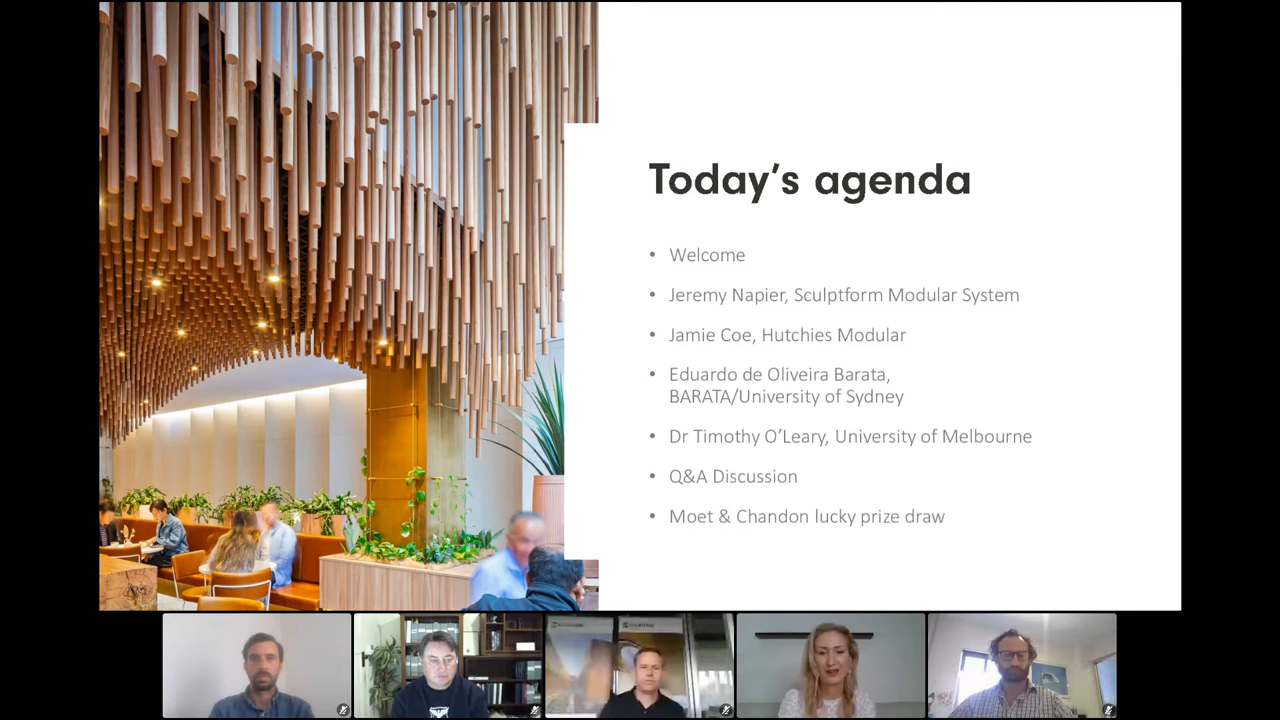 Today's agenda
• Welcome
• Jeremy Napier, Sculptform Modular System
• Jamie Coe, Hutchies Modular
• Eduardo de Oliveira Barata,
BARATA/University of Sydney
• Dr Timothy O'Leary, University of Melbourne
• Q&A Discussion
• Moet & Chandon lucky prize draw